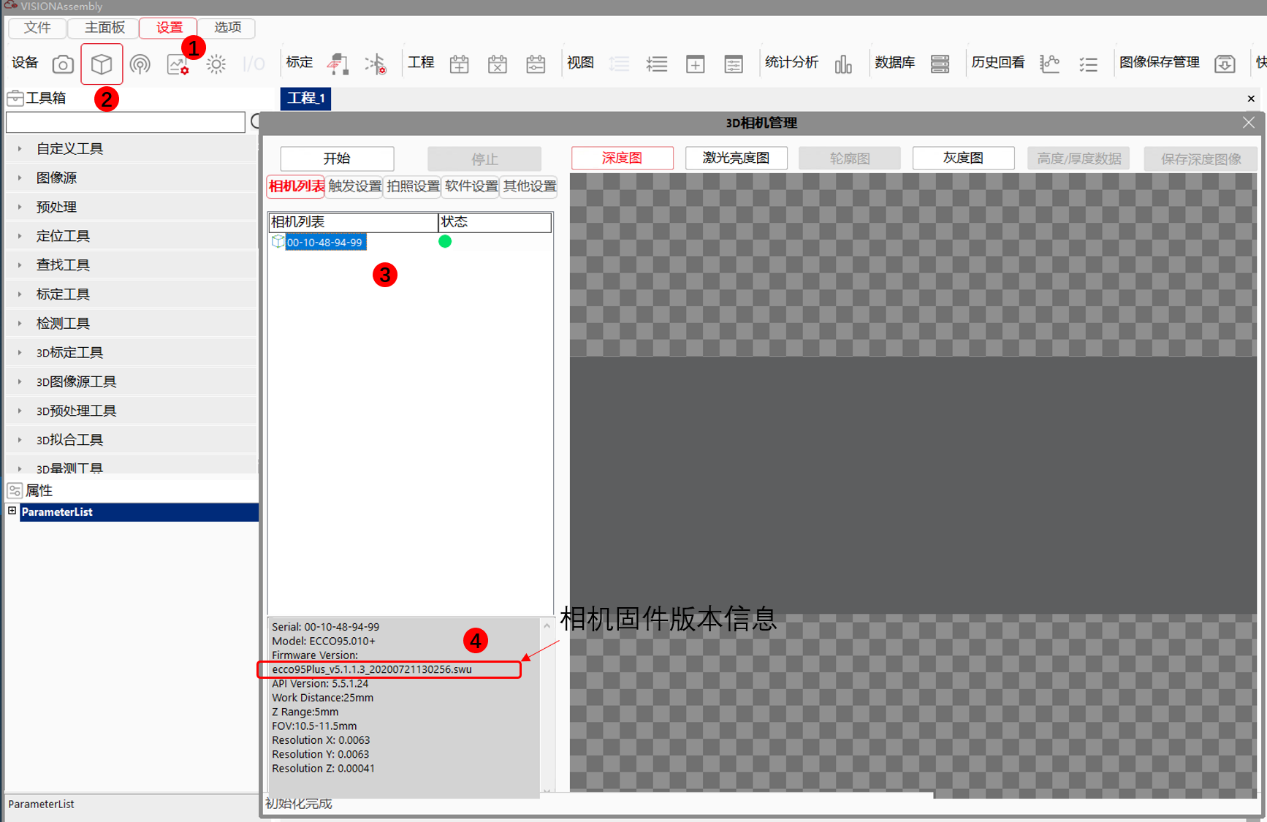 VISIONAssembly
文件 主面板 设置 选项
1
设备 I/O 标定 工程 视图 统计分析 数据库 历史回看 图像保存管理
2
工具箱
自定义工具
图像源
预处理
定位工具
查找工具
标定工具
检测工具
3D标定工具
3D图像源工具
3D预处理工具
3D拟合工具
3D量测工具
属性
ParameterList
ParameterList
工程_1
3D相机管理
开始 停止 深度图 激光亮度图 轮廓图 灰度图 高度/厚度数据 保存深度图像
相机列表 触发设置 拍照设置 软件设置 其他设置
相机列表 状态
00-10-48-94-99
3
相机固件版本信息
4
Serial: 00-10-48-94-99
Model: ECCO95.010+
Firmware Version:
ecco95Plus_v5.1.1.3_20200721130256.swu
API Version: 5.5.1.24
Work Distance:25mm
Z Range:5mm
FOV:10.5-11.5mm
Resolution X: 0.0063
Resolution Y: 0.0063
Resolution Z: 0.00041
初始化完成